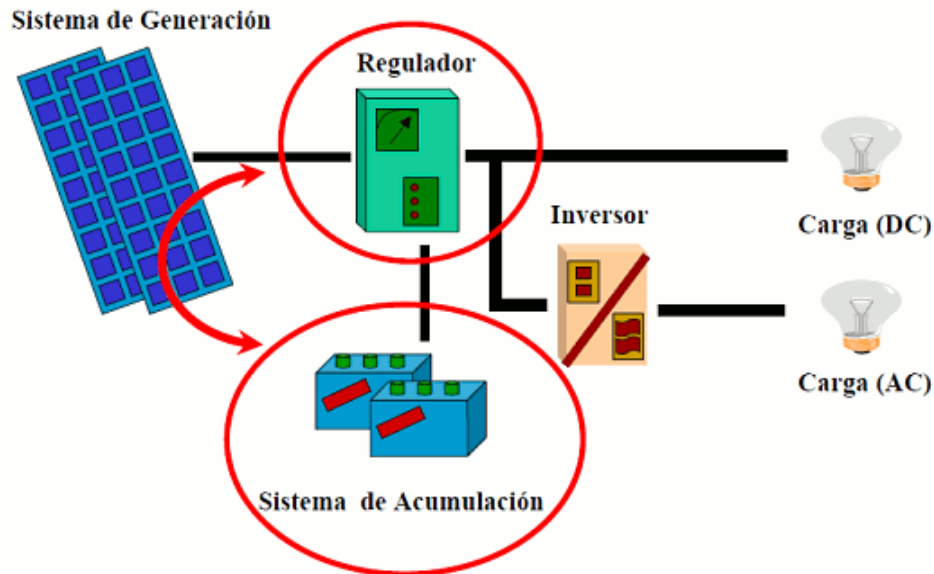 Sistema de Generación
Regulador
Inversor
Carga (DC)
Carga (AC)
Sistema de Acumulación